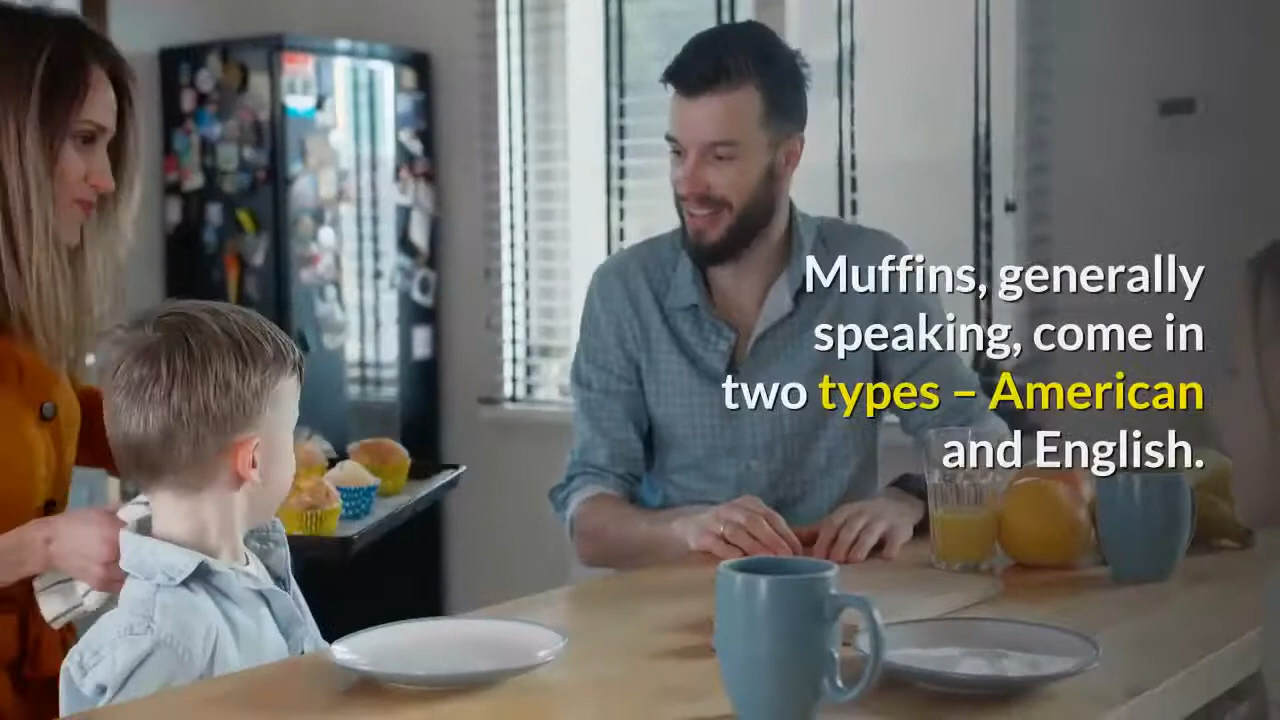 Muffins, generally
speaking, come in
two types – American
and English.